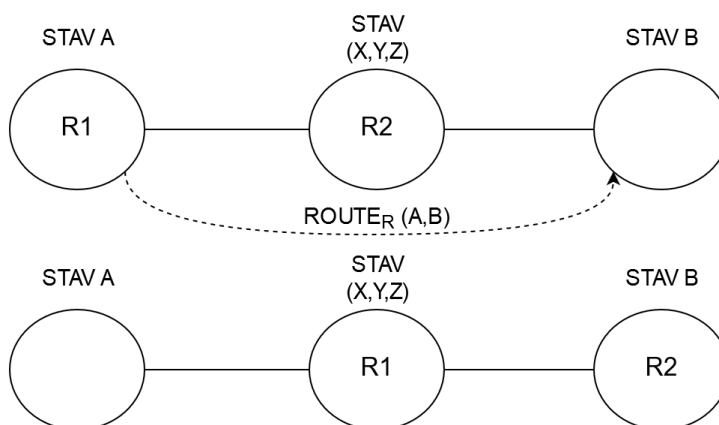 STAV A
STAV
(X,Y,Z)
STAV B
R1
R2
ROUTER (A,B)
STAV A
STAV
(X,Y,Z)
STAV B
R1
R2